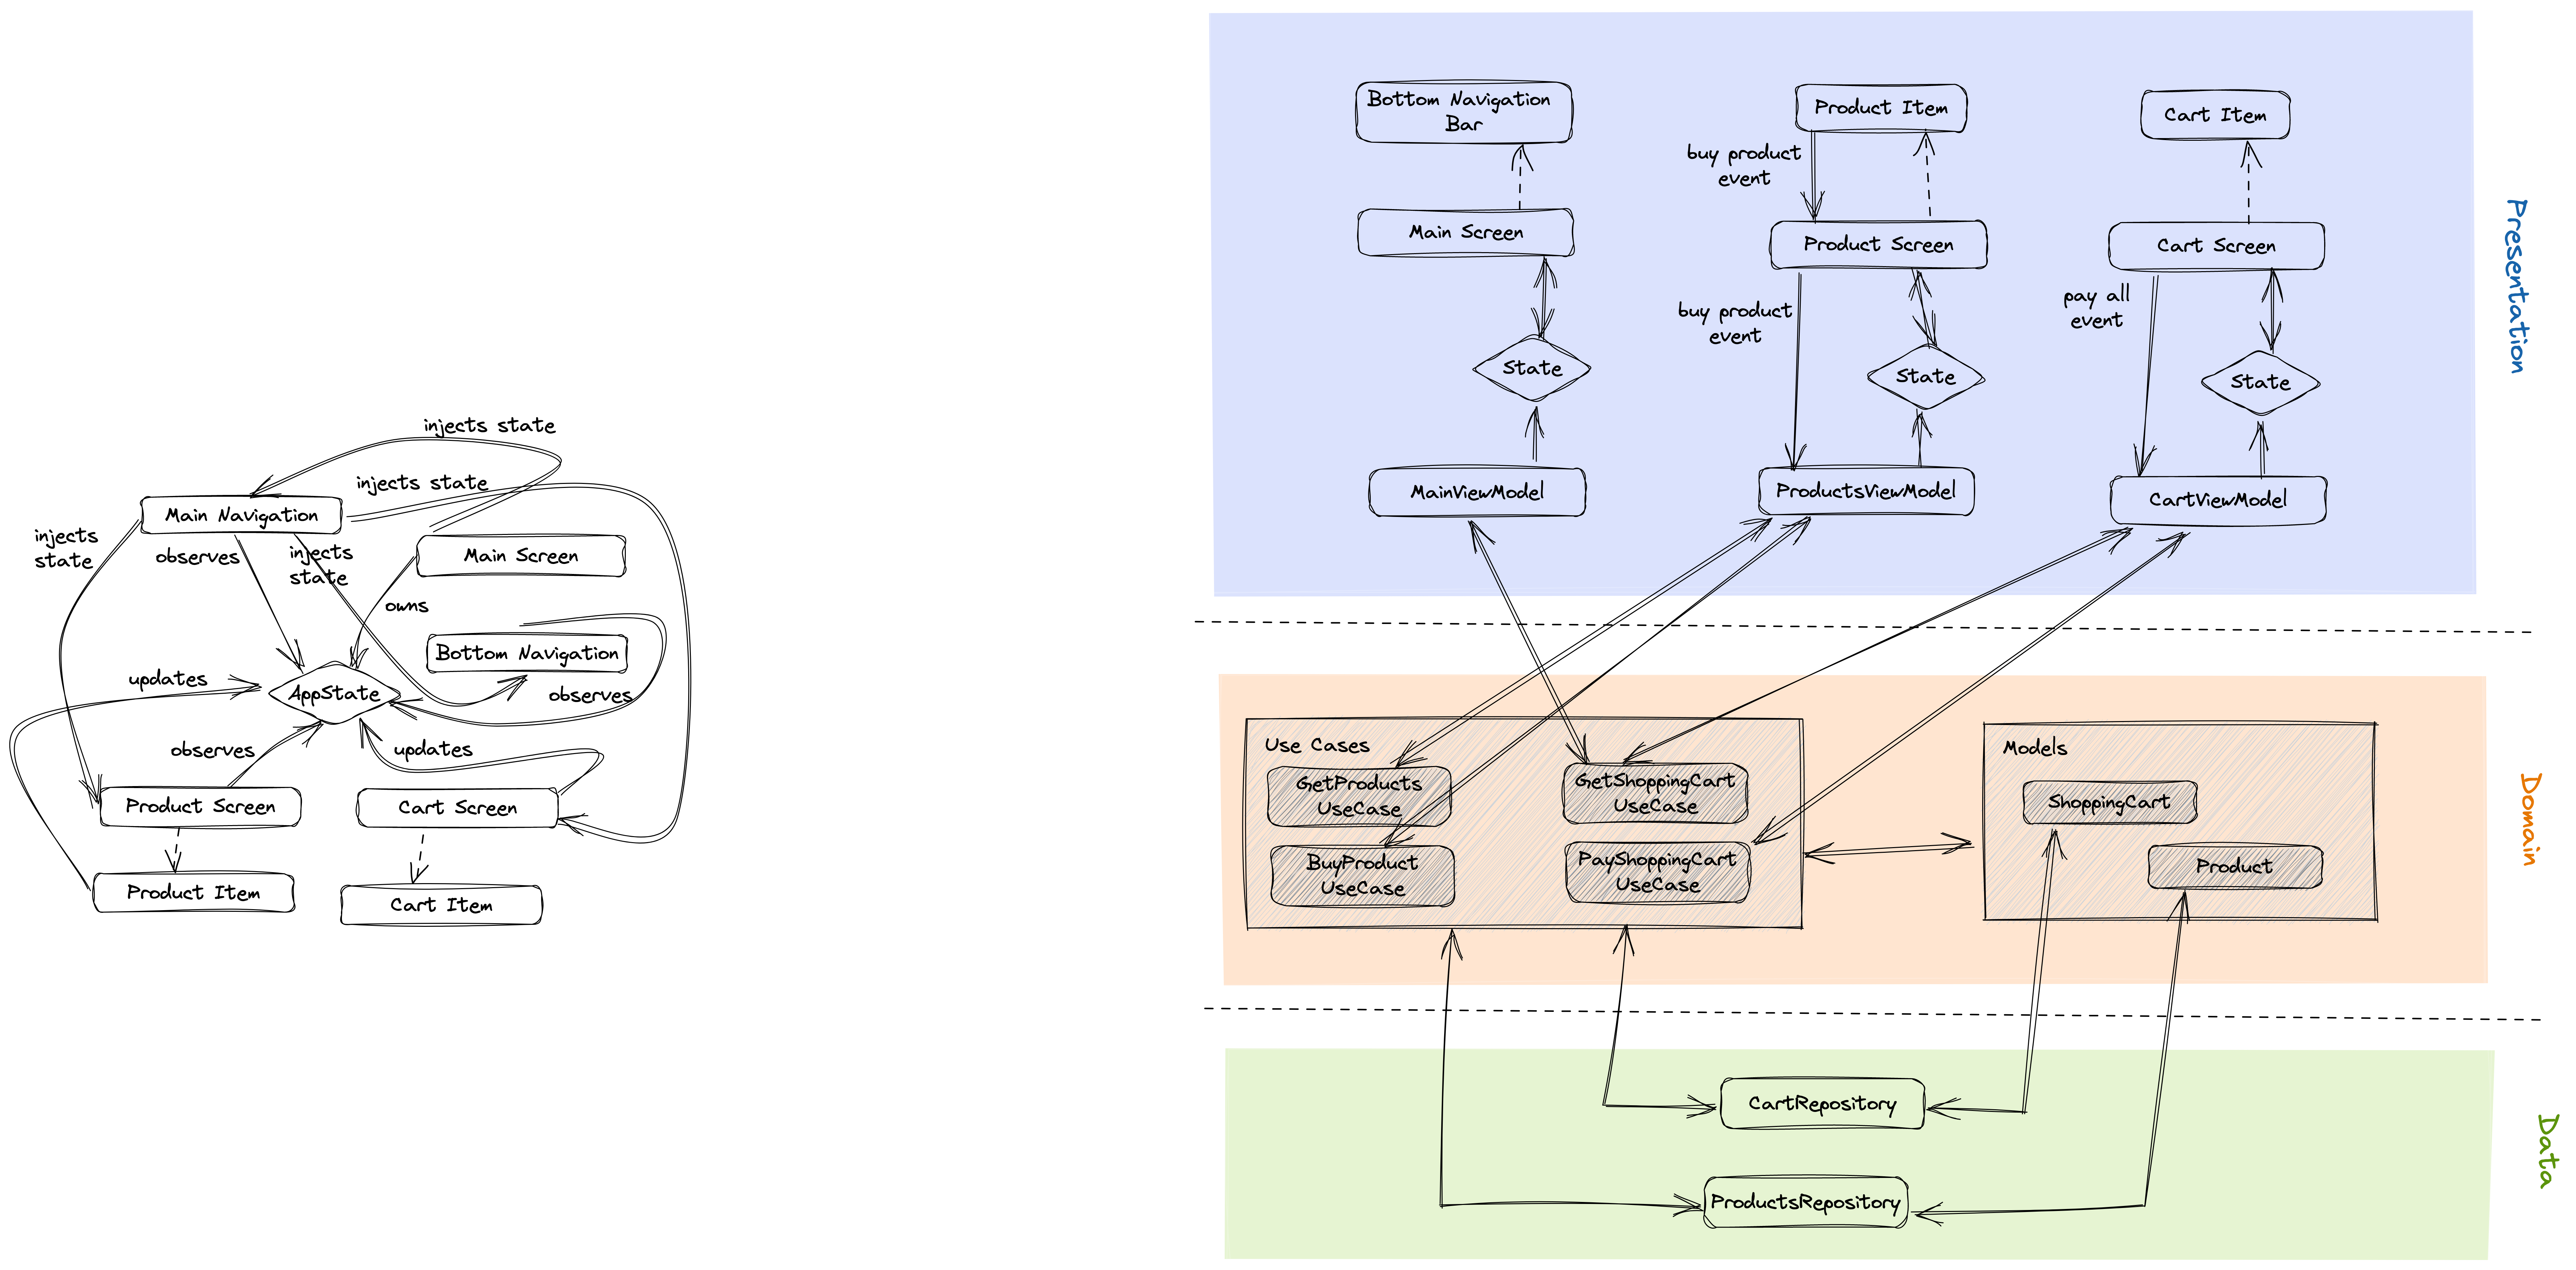 injects state
injects state
Main Navigation
injects
state
observes
injects
state
Main Screen
owns
Bottom Navigation
updates
AppState
observes
observes
updates
Product Screen
Cart Screen
Product Item
Cart Item
Bottom Navigation
Bar
Product Item
Cart Item
buy product
event
Main Screen
Product Screen
Cart Screen
buy product
event
pay all
event
State
State
State
MainViewModel
ProductsViewModel
CartViewModel
Presentation
Use Cases
GetProducts
UseCase
GetShoppingCart
UseCase
BuyProduct
UseCase
PayShoppingCart
UseCase
Models
ShoppingCart
Product
Domain
CartRepository
ProductsRepository
Data